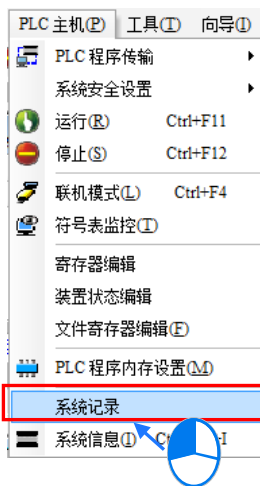 PLC 主机(P) 工具(T) 向导(I)
PLC 程序传输
系统安全设置
运行(R) Ctrl+F11
停止(S) Ctrl+F12
联机模式(L) Ctrl+F4
符号表监控(T)
寄存器编辑
装置状态编辑
文件寄存器编辑(F)
PLC 程序内存设置(M)
系统记录
系统信息(I)